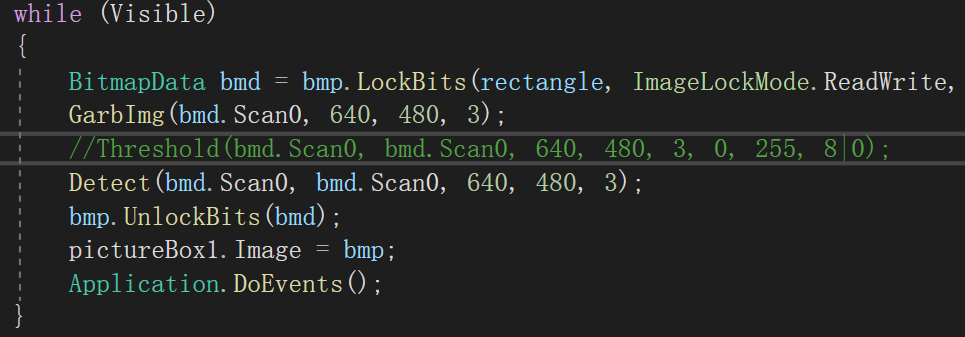 while (Visible)
{
BitmapData bmd = bmp.LockBits(rectangle, ImageLockMode.ReadWrite,
GarbImg(bmd.Scan0, 640, 480, 3);
//Threshold(bmd.Scan0, bmd.Scan0, 640, 480, 3, 0, 255, 8|0);
Detect(bmd.Scan0, bmd.Scan0, 640, 480, 3);
bmp.UnlockBits(bmd);
pictureBox1.Image = bmp;
Application.DoEvents();
}